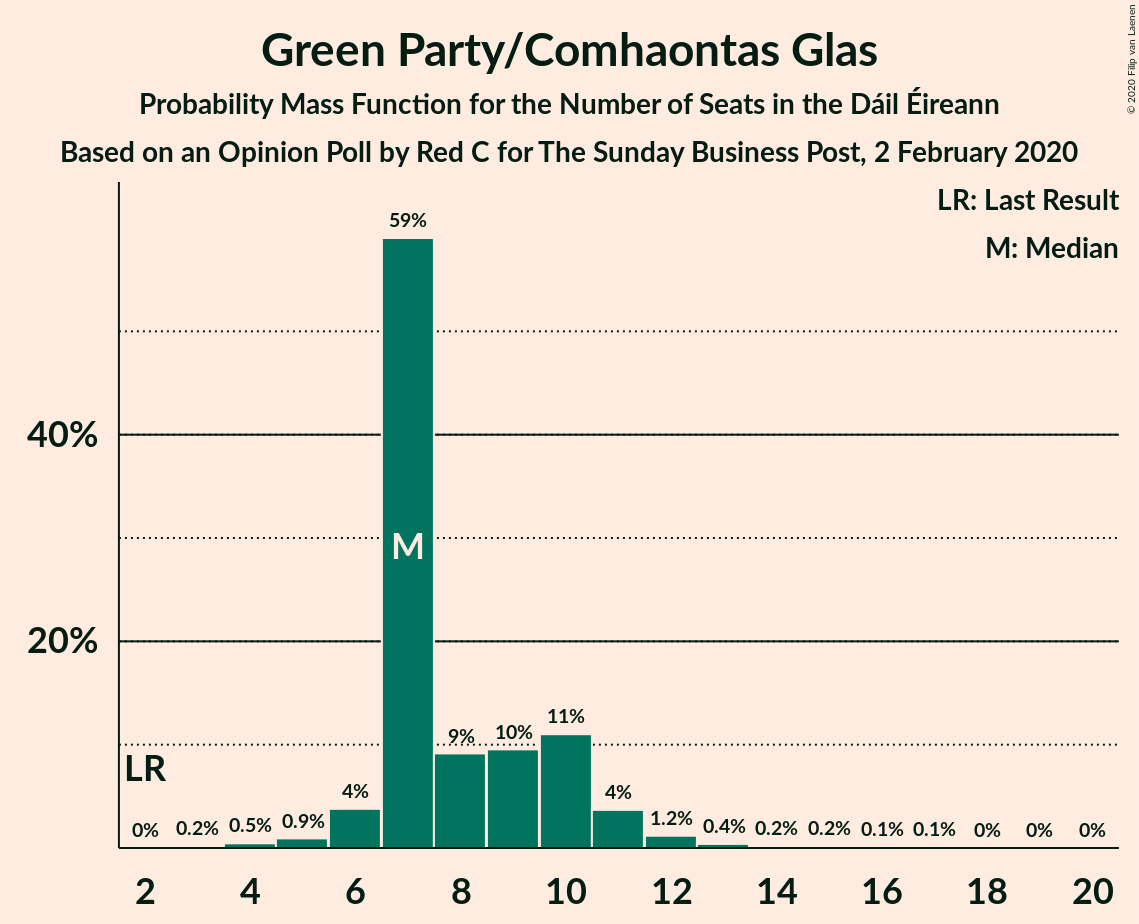 Green Party/Comhaontas Glas
Probability Mass Function for the Number of Seats in the Dáil Éireann
Based on an Opinion Poll by Red C for The Sunday Business Post, 2 February 2020
© 2020 Filip van Laenen
LR: Last Result
M: Median
59%
40%
M
20%
11%
10%
9%
LR
4%
4%
1.2%
0.9%
0.5%
0.4%
0.2%
0.2%
0.2%
0.1%
0.1%
0%
0%
0%
0%
2 4 6 8 10 12 14 16 18 20